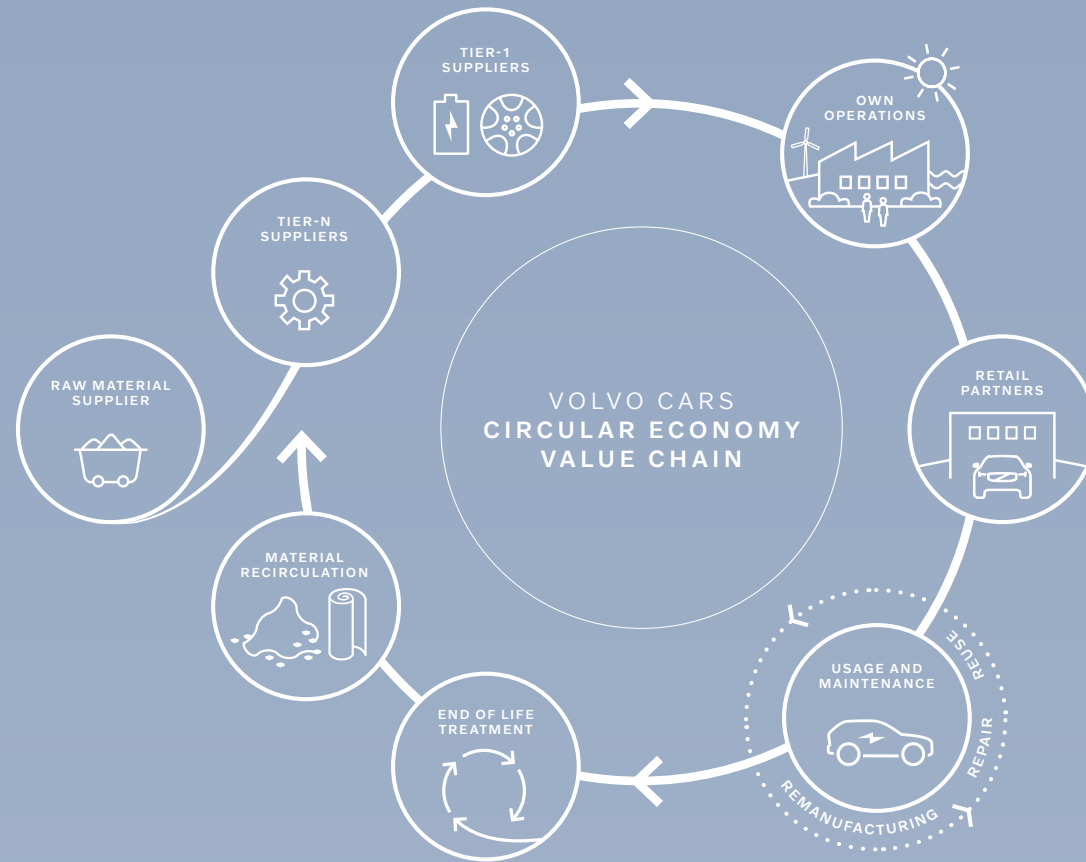 TIER-1
SUPPLIERS
OWN
OPERATIONS
TIER-N
SUPPLIERS
RAW MATERIAL
SUPPLIER
VOLVO CARS
CIRCULAR ECONOMY
VALUE CHAIN
RETAIL
PARTNERS
MATERIAL
RECIRCULATION
USAGE AND
MAINTENANCE
REUSE
REPAIR
REMANUFACTURING
END OF LIFE
TREATMENT